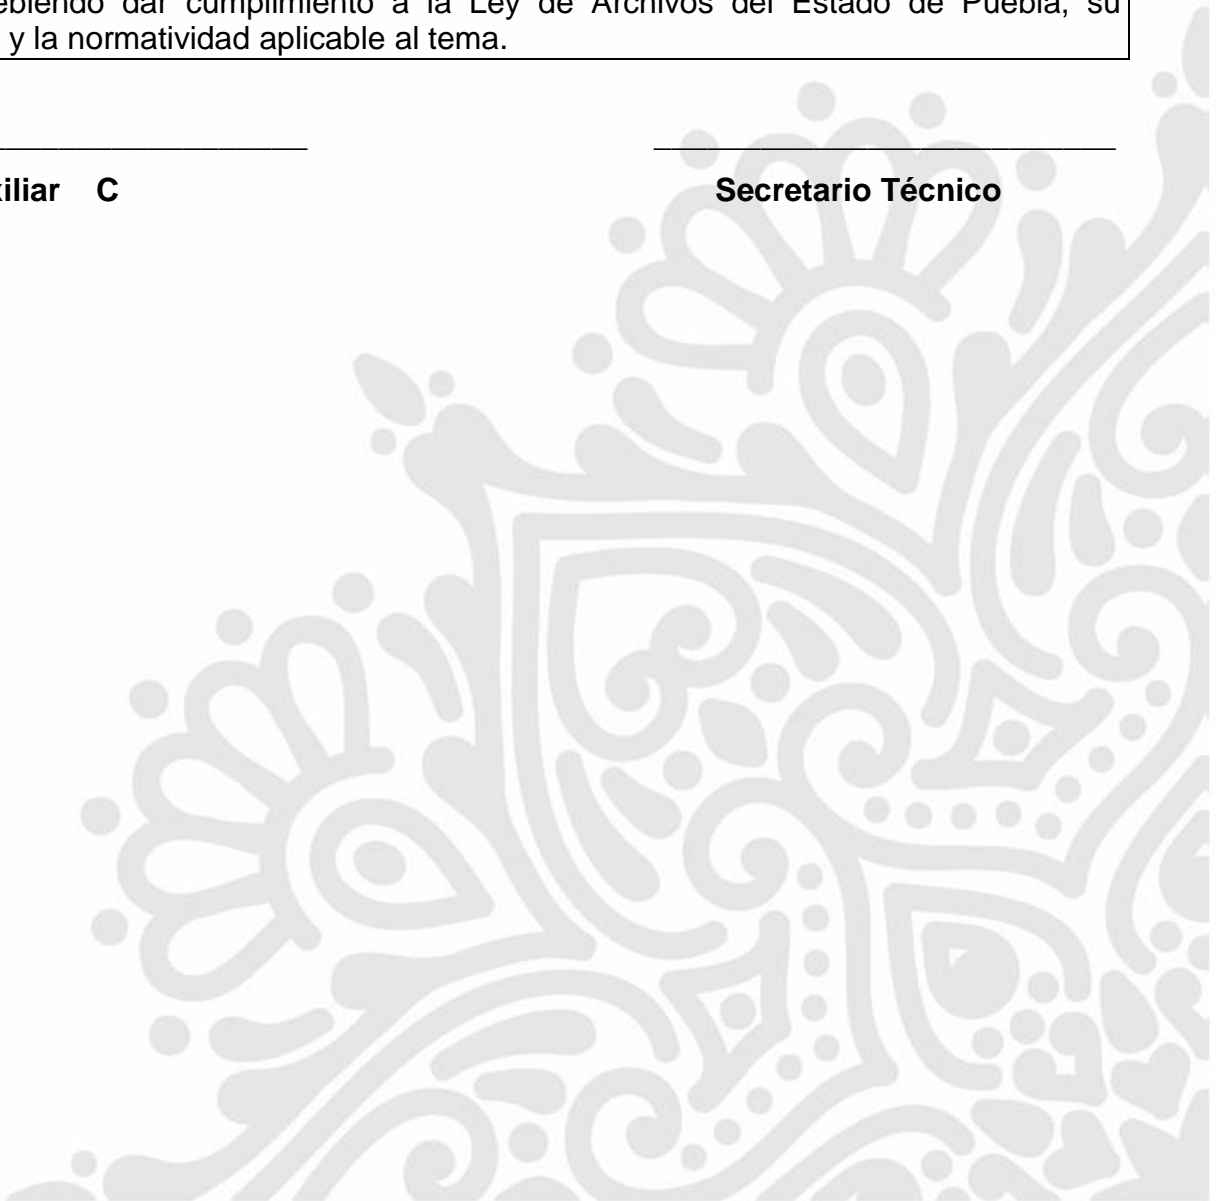 ebiendo dar cumplimiento a la Ley de Archivos del Estado de Puebla, su
y la normatividad aplicable al tema.
iliar C
Secretario Técnico